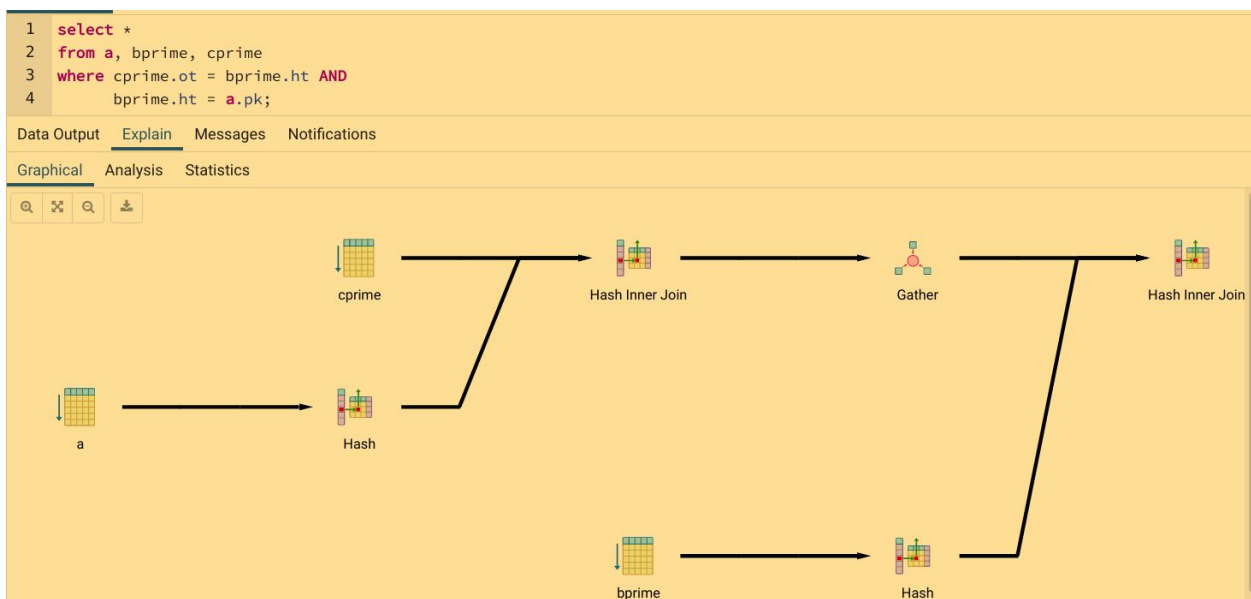 1 select *
2 from a, bprime, cprime
3 where cprime.ot = bprime.ht AND
4 bprime.ht = a.pk;
Data Output Explain Messages Notifications
Graphical Analysis Statistics
cprime Hash Inner Join Gather Hash Inner Join
a Hash
bprime Hash